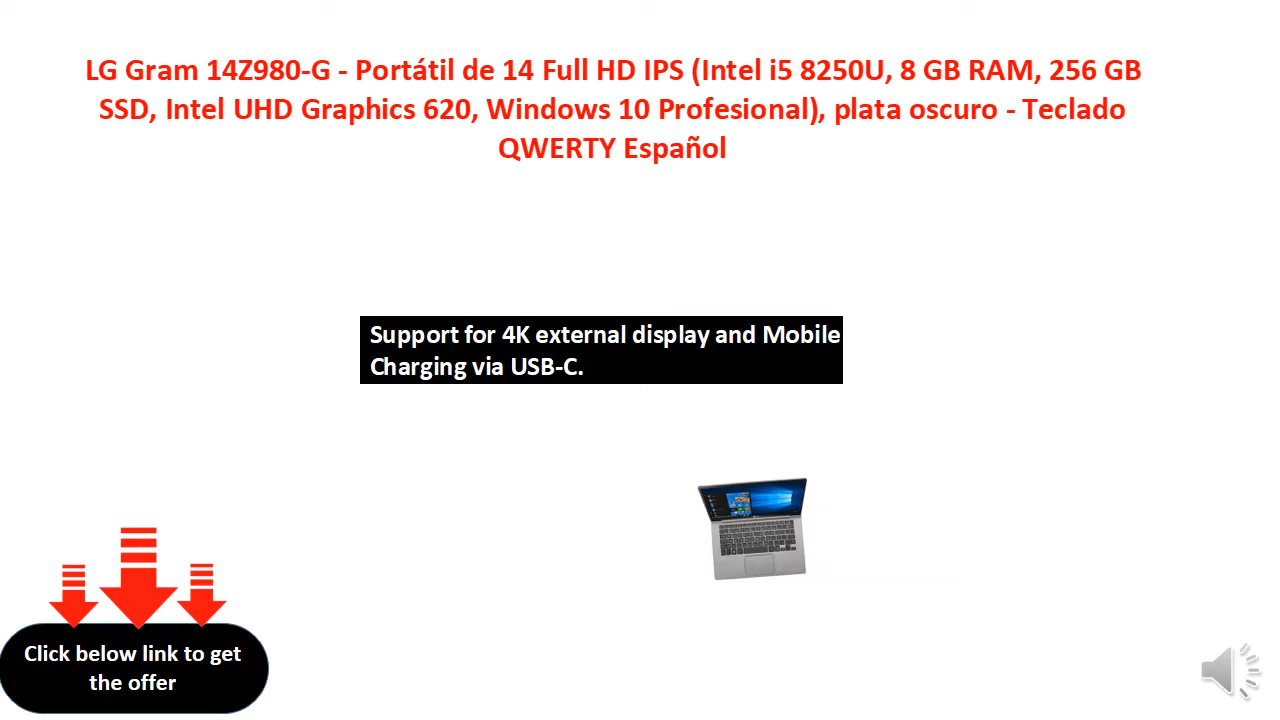 LG Gram 14Z980-G - Portátil de 14 Full HD IPS (Intel i5 8250U, 8 GB RAM, 256 GB
SSD, Intel UHD Graphics 620, Windows 10 Profesional), plata oscuro - Teclado
QWERTY Español
Support for 4K external display and Mobile
Charging via USB-C.
Click below link to get
the offer